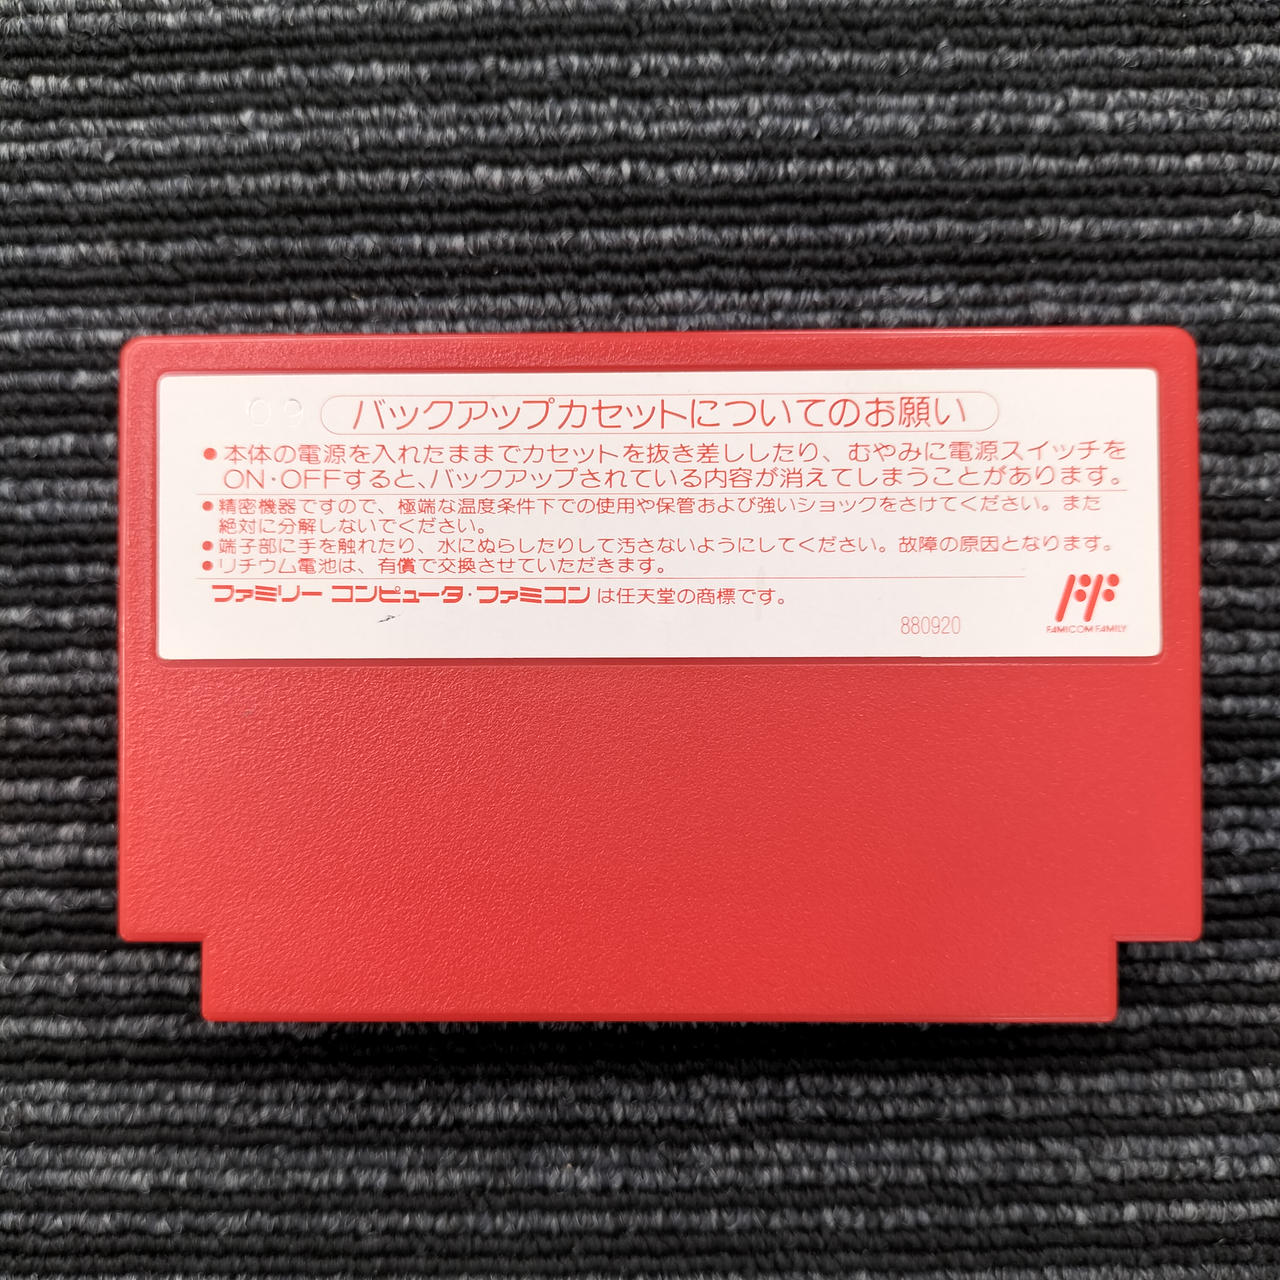 09 バックアップカセットについてのお願い
●本体の電源を入れたままでカセットを抜き差ししたり、むやみに電源スイッチを
ON・OFFすると、バックアップされている内容が消えてしまうことがあります。
●精密機器ですので、極端な温度条件下での使用や保管および強いショックをさけてください。また
絶対に分解しないでください。
●端子部に手を触れたり、水にぬらしたりして汚さないようにしてください。故障の原因となります。
●リチウム電池は、有償で交換させていただきます。
ファミリー コンピュータ・ファミコンは任天堂の商標です。
880920
FAMICOM FAMILY